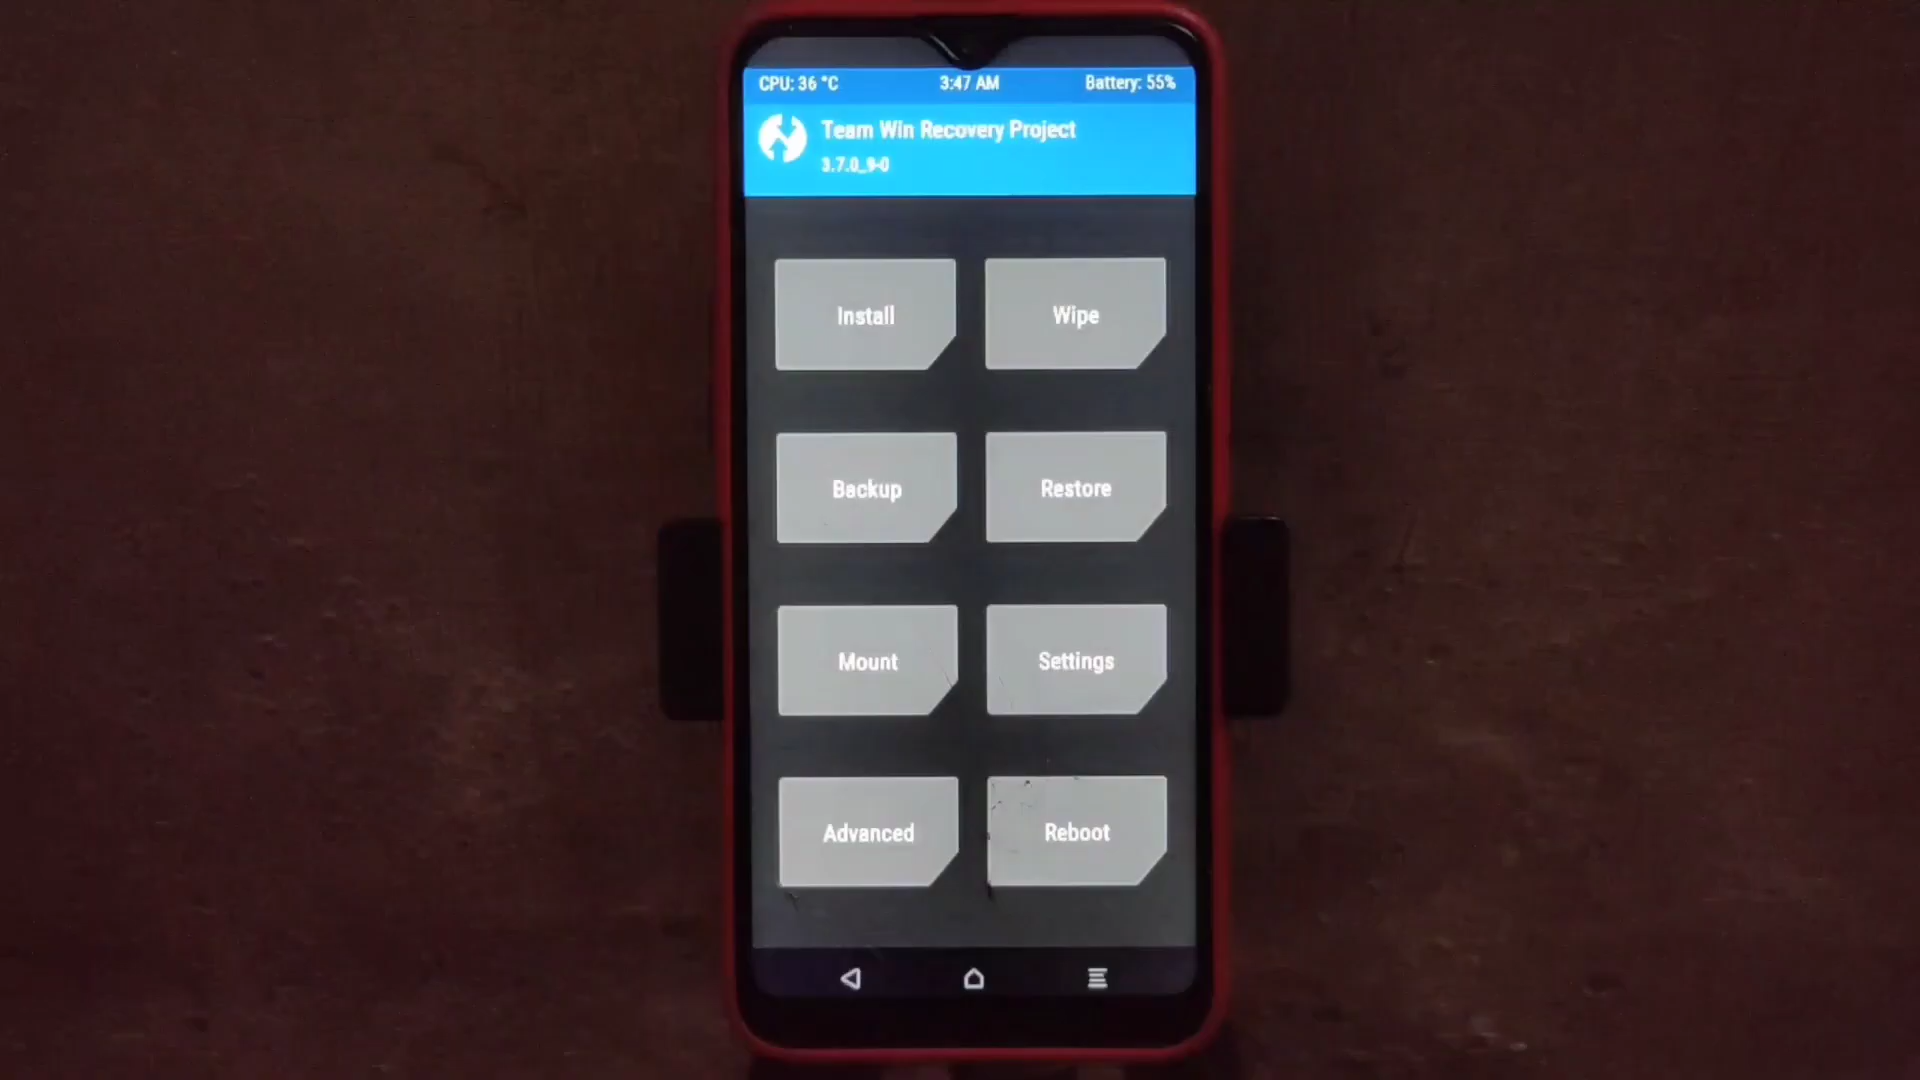 CPU: 36 °C 3:47 AM Battery: 55%
Team Win Recovery Project
3.7.0_9-0
Install Wipe
Backup Restore
Mount Settings
Advanced Reboot